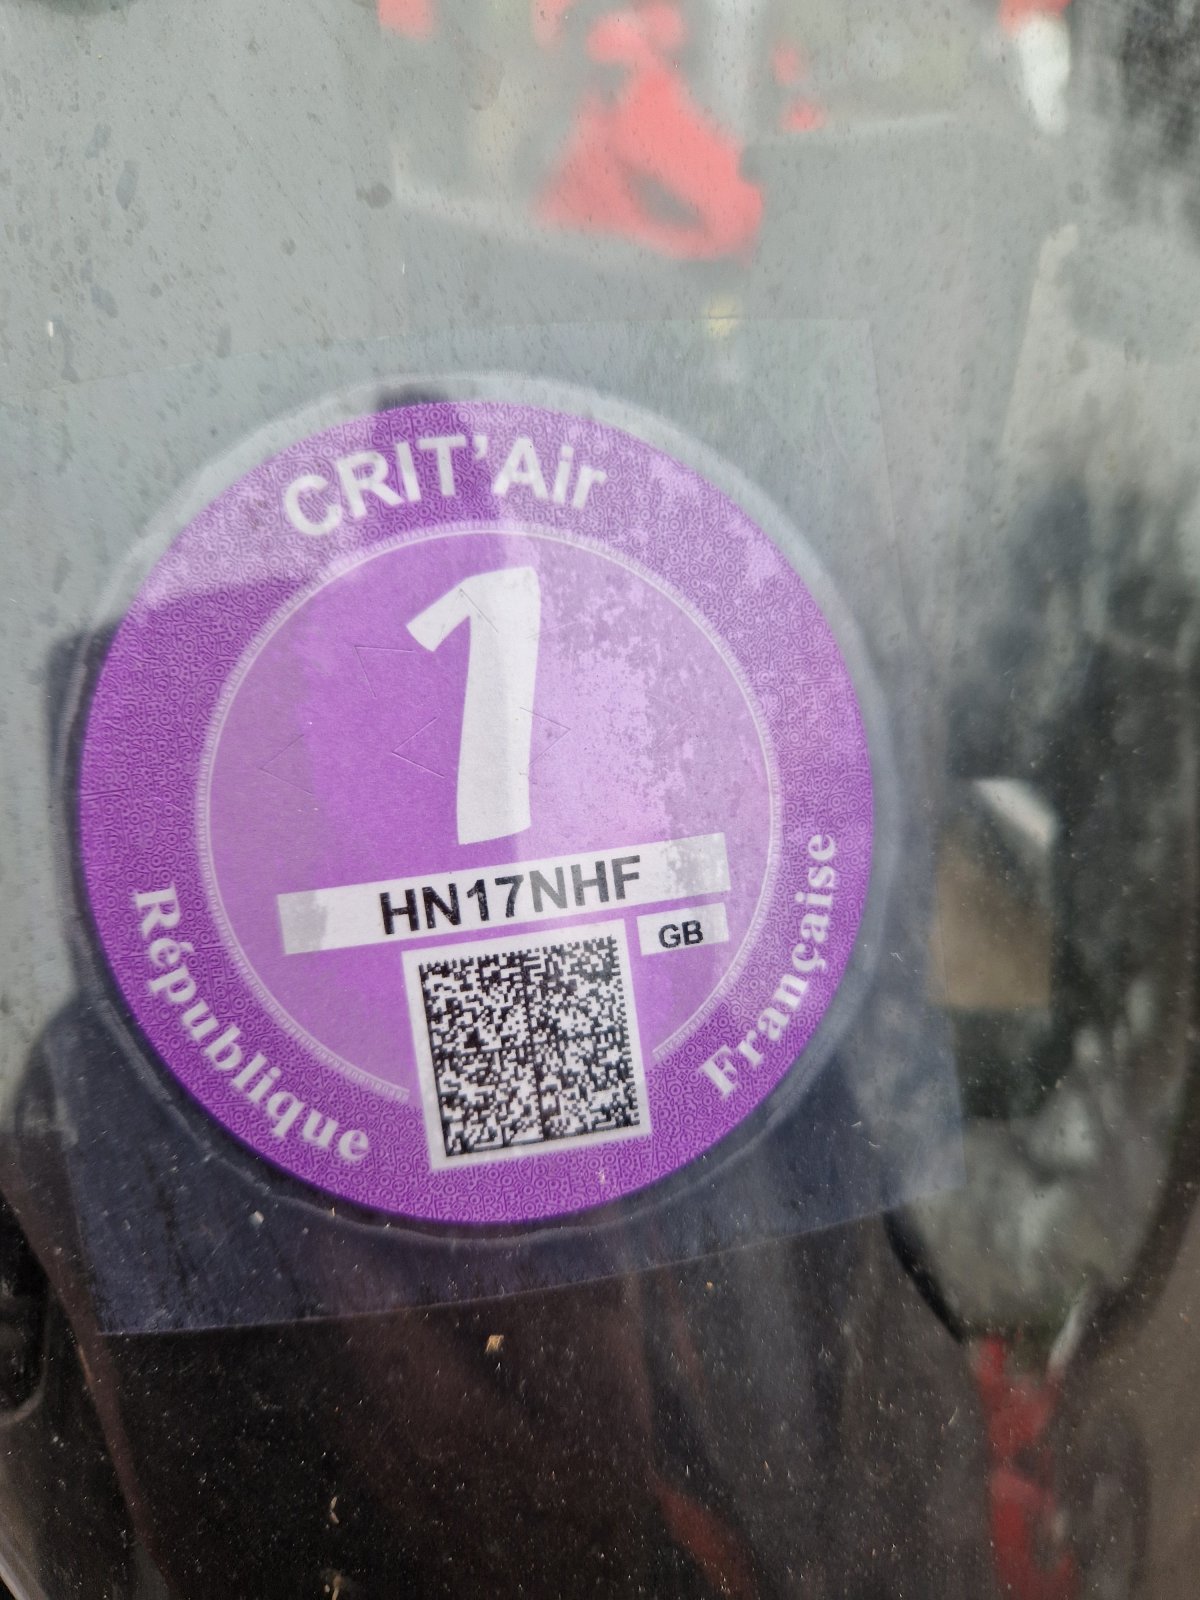 CRIT'Air
1
HN17NHF
GB
République Française